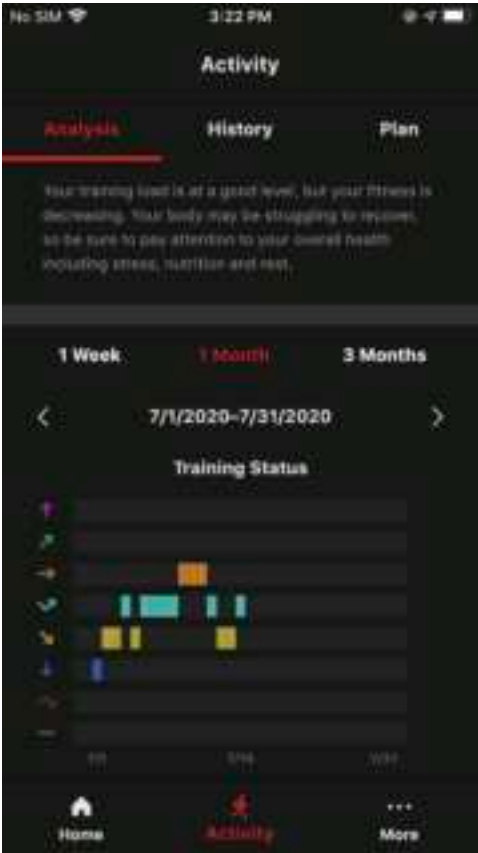 No SIM 3:22 PM
Activity
Analysis History Plan
Your training load is at a good level, but your fitness is
decreasing. Your body may be struggling to recover,
so be sure to pay attention to your overall health
including stress, nutrition and rest.
1 Week 1 Month 3 Months
7/1/2020–7/31/2020
Training Status
Home Activity More